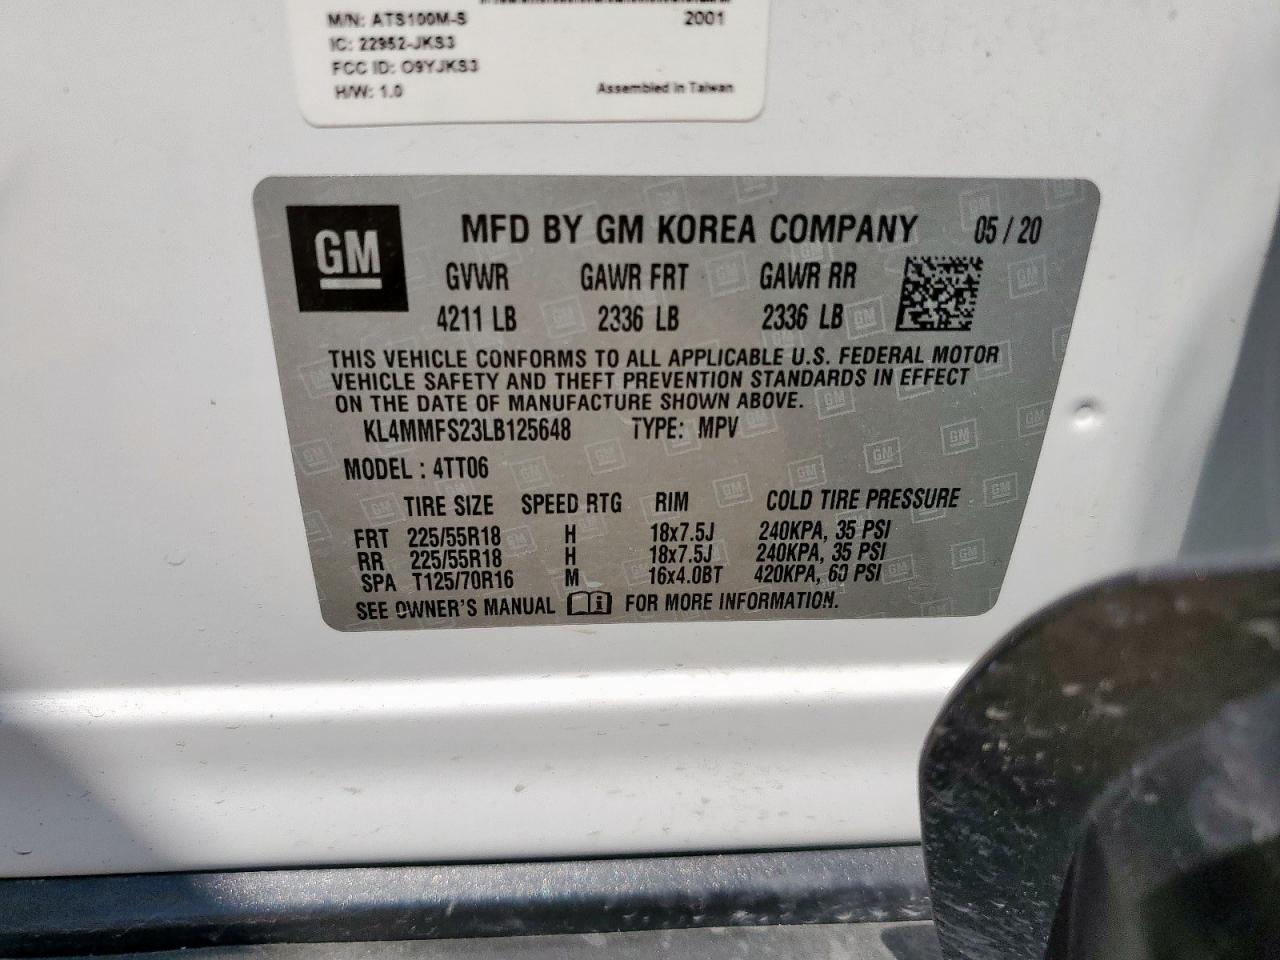 M/N: ATS100M-S 2001
IC: 22952-JKS3
FCC ID: O9YJKS3
H/W: 1.0 Assembled in Taiwan
GM
MFD BY GM KOREA COMPANY 05 / 20
GVWR GAWR FRT GAWR RR
4211 LB 2336 LB 2336 LB
THIS VEHICLE CONFORMS TO ALL APPLICABLE U.S. FEDERAL MOTOR
VEHICLE SAFETY AND THEFT PREVENTION STANDARDS IN EFFECT
ON THE DATE OF MANUFACTURE SHOWN ABOVE.
KL4MMFS23LB125648 TYPE: MPV
MODEL : 4TT06
TIRE SIZE SPEED RTG RIM COLD TIRE PRESSURE
FRT 225/55R18 H 18x7.5J 240KPA, 35 PSI
RR 225/55R18 H 18x7.5J 240KPA, 35 PSI
SPA T125/70R16 M 16x4.0BT 420KPA, 60 PSI
SEE OWNER'S MANUAL i FOR MORE INFORMATION.